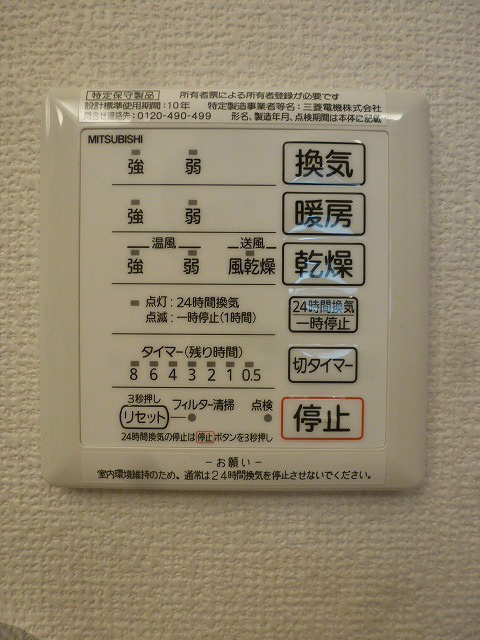 特定保守製品 所有者票による所有者登録が必要です
設計標準使用期間:10年 特定製造事業者等名:三菱電機株式会社
問合せ連絡先:0120-490-499 形名、製造年月、点検期間は本体に記載
MITSUBISHI
強 弱 換気
強 弱 暖房
温風 送風
強 弱 風乾燥 乾燥
点灯:24時間換気
点滅:一時停止(1時間)
24時間換気
一時停止
タイマー(残り時間)
8 6 4 3 2 1 0.5
切タイマー
3秒押し
リセット フィルター清掃 点検
停止
24時間換気の停止は停止ボタンを3秒押し
-お願い-
室内環境維持のため、通常は24時間換気を停止させないでください。